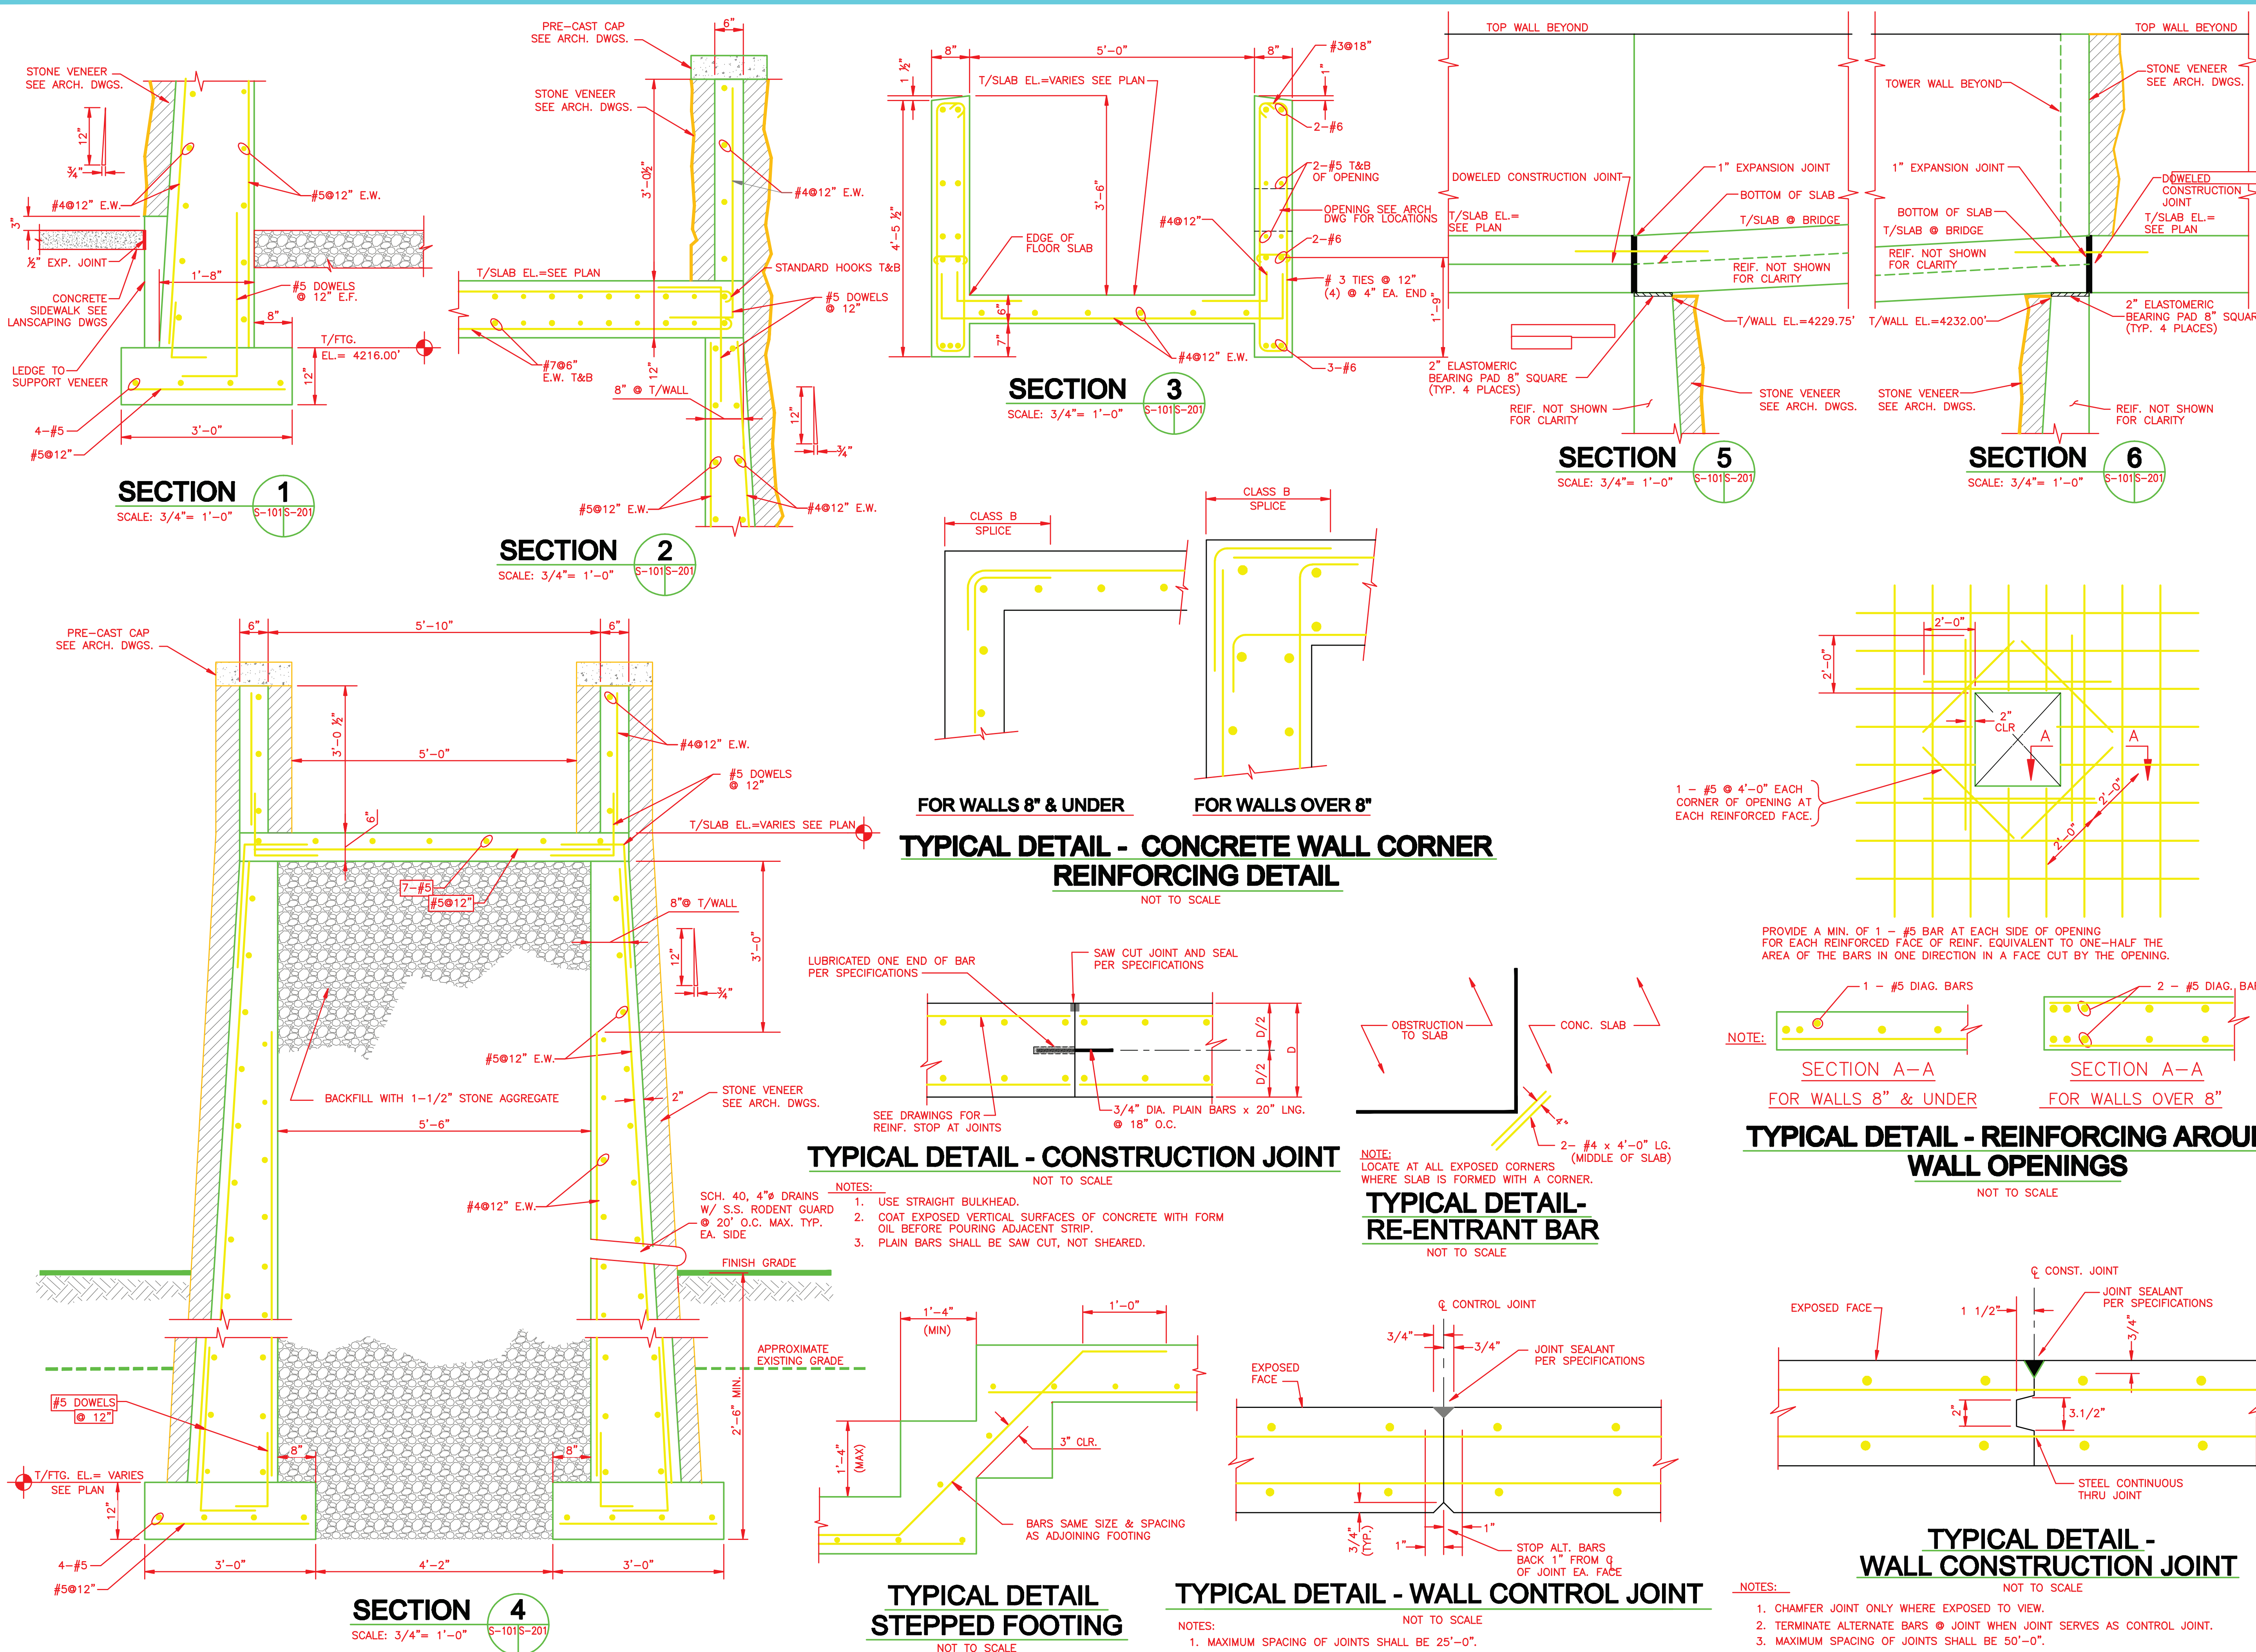 STONE VENEER
SEE ARCH. DWGS.
12"
¾"
#4@12" E.W.
#5@12" E.W.
3"
½" EXP. JOINT
1'-8"
CONCRETE
SIDEWALK SEE
LANSCAPING DWGS
#5 DOWELS
@ 12" E.F.
8"
T/FTG.
EL.= 4216.00'
LEDGE TO
SUPPORT VENEER
12"
4-#5
3'-0"
#5@12"
SECTION 1
SCALE: 3/4"= 1'-0"
S-101 S-201
PRE-CAST CAP
SEE ARCH. DWGS.
6"
STONE VENEER
SEE ARCH. DWGS.
3'-0½"
#4@12" E.W.
T/SLAB EL.=SEE PLAN
STANDARD HOOKS T&B
#5 DOWELS
@ 12"
#7@6"
E.W. T&B
12"
8" @ T/WALL
12"
¾"
#5@12" E.W.
#4@12" E.W.
SECTION 2
SCALE: 3/4"= 1'-0"
S-101 S-201
8"
5'-0"
8"
#3@18"
1 ½"
T/SLAB EL.=VARIES SEE PLAN
1"
2-#6
2-#5 T&B
OF OPENING
4'-5 ½"
3'-6"
#4@12"
OPENING SEE ARCH
DWG FOR LOCATIONS
EDGE OF
FLOOR SLAB
2-#6
# 3 TIES @ 12"
(4) @ 4" EA. END
6"
7"
1'-9"
#4@12" E.W.
3-#6
SECTION 3
SCALE: 3/4"= 1'-0"
S-101 S-201
TOP WALL BEYOND
DOWELED CONSTRUCTION JOINT
1" EXPANSION JOINT
BOTTOM OF SLAB
T/SLAB EL.=
SEE PLAN
T/SLAB @ BRIDGE
REIF. NOT SHOWN
FOR CLARITY
T/WALL EL.=4229.75'
2" ELASTOMERIC
BEARING PAD 8" SQUARE
(TYP. 4 PLACES)
STONE VENEER
SEE ARCH. DWGS.
REIF. NOT SHOWN
FOR CLARITY
SECTION 5
SCALE: 3/4"= 1'-0"
S-101 S-201
TOP WALL BEYOND
TOWER WALL BEYOND
STONE VENEER
SEE ARCH. DWGS.
1" EXPANSION JOINT
DOWELED
CONSTRUCTION
JOINT
BOTTOM OF SLAB
T/SLAB @ BRIDGE
T/SLAB EL.=
SEE PLAN
REIF. NOT SHOWN
FOR CLARITY
T/WALL EL.=4232.00'
2" ELASTOMERIC
BEARING PAD 8" SQUAR
(TYP. 4 PLACES)
STONE VENEER
SEE ARCH. DWGS.
REIF. NOT SHOWN
FOR CLARITY
SECTION 6
SCALE: 3/4"= 1'-0"
S-101 S-201
PRE-CAST CAP
SEE ARCH. DWGS.
6"
5'-10"
6"
3'-0 ½"
5'-0"
#4@12" E.W.
#5 DOWELS
@ 12"
6"
T/SLAB EL.=VARIES SEE PLAN
7-#5
#5@12"
8"@ T/WALL
12"
¾"
3'-0"
#5@12" E.W.
BACKFILL WITH 1-1/2" STONE AGGREGATE
2"
STONE VENEER
SEE ARCH. DWGS.
5'-6"
#4@12" E.W.
SCH. 40, 4"ø DRAINS
W/ S.S. RODENT GUARD
@ 20' O.C. MAX. TYP.
EA. SIDE
FINISH GRADE
APPROXIMATE
EXISTING GRADE
2'-6" MIN.
#5 DOWELS
@ 12"
8"
8"
T/FTG. EL.= VARIES
SEE PLAN
12"
4-#5
#5@12"
3'-0"
4'-2"
3'-0"
SECTION 4
SCALE: 3/4"= 1'-0"
S-101 S-201
CLASS B
SPLICE
CLASS B
SPLICE
FOR WALLS 8" & UNDER
FOR WALLS OVER 8"
TYPICAL DETAIL - CONCRETE WALL CORNER
REINFORCING DETAIL
NOT TO SCALE
LUBRICATED ONE END OF BAR
PER SPECIFICATIONS
SAW CUT JOINT AND SEAL
PER SPECIFICATIONS
D/2
D/2
D
SEE DRAWINGS FOR
REINF. STOP AT JOINTS
3/4" DIA. PLAIN BARS x 20" LNG.
@ 18" O.C.
TYPICAL DETAIL - CONSTRUCTION JOINT
NOT TO SCALE
NOTES:
1. USE STRAIGHT BULKHEAD.
2. COAT EXPOSED VERTICAL SURFACES OF CONCRETE WITH FORM
OIL BEFORE POURING ADJACENT STRIP.
3. PLAIN BARS SHALL BE SAW CUT, NOT SHEARED.
OBSTRUCTION
TO SLAB
CONC. SLAB
4"
2- #4 x 4'-0" LG.
(MIDDLE OF SLAB)
NOTE:
LOCATE AT ALL EXPOSED CORNERS
WHERE SLAB IS FORMED WITH A CORNER.
TYPICAL DETAIL-
RE-ENTRANT BAR
NOT TO SCALE
2'-0"
2'-0"
2"
CLR
A
A
1 - #5 @ 4'-0" EACH
CORNER OF OPENING AT
EACH REINFORCED FACE.
2'-0"
2'-0"
PROVIDE A MIN. OF 1 - #5 BAR AT EACH SIDE OF OPENING
FOR EACH REINFORCED FACE OF REINF. EQUIVALENT TO ONE-HALF THE
AREA OF THE BARS IN ONE DIRECTION IN A FACE CUT BY THE OPENING.
1 - #5 DIAG. BARS
2 - #5 DIAG. BAR
NOTE:
SECTION A-A
FOR WALLS 8" & UNDER
SECTION A-A
FOR WALLS OVER 8"
TYPICAL DETAIL - REINFORCING AROU
WALL OPENINGS
NOT TO SCALE
1'-4"
(MIN)
1'-0"
1'-4"
(MAX)
3" CLR.
BARS SAME SIZE & SPACING
AS ADJOINING FOOTING
TYPICAL DETAIL
STEPPED FOOTING
NOT TO SCALE
℄ CONTROL JOINT
3/4"
3/4"
JOINT SEALANT
PER SPECIFICATIONS
EXPOSED
FACE
3/4"
(TYP.)
1"
1"
STOP ALT. BARS
BACK 1" FROM ℄
OF JOINT EA. FACE
TYPICAL DETAIL - WALL CONTROL JOINT
NOT TO SCALE
NOTES:
1. MAXIMUM SPACING OF JOINTS SHALL BE 25'-0".
℄ CONST. JOINT
EXPOSED FACE
1 1/2"
JOINT SEALANT
PER SPECIFICATIONS
3/4"
2"
3.1/2"
STEEL CONTINUOUS
THRU JOINT
TYPICAL DETAIL -
WALL CONSTRUCTION JOINT
NOT TO SCALE
NOTES:
1. CHAMFER JOINT ONLY WHERE EXPOSED TO VIEW.
2. TERMINATE ALTERNATE BARS @ JOINT WHEN JOINT SERVES AS CONTROL JOINT.
3. MAXIMUM SPACING OF JOINTS SHALL BE 50'-0".